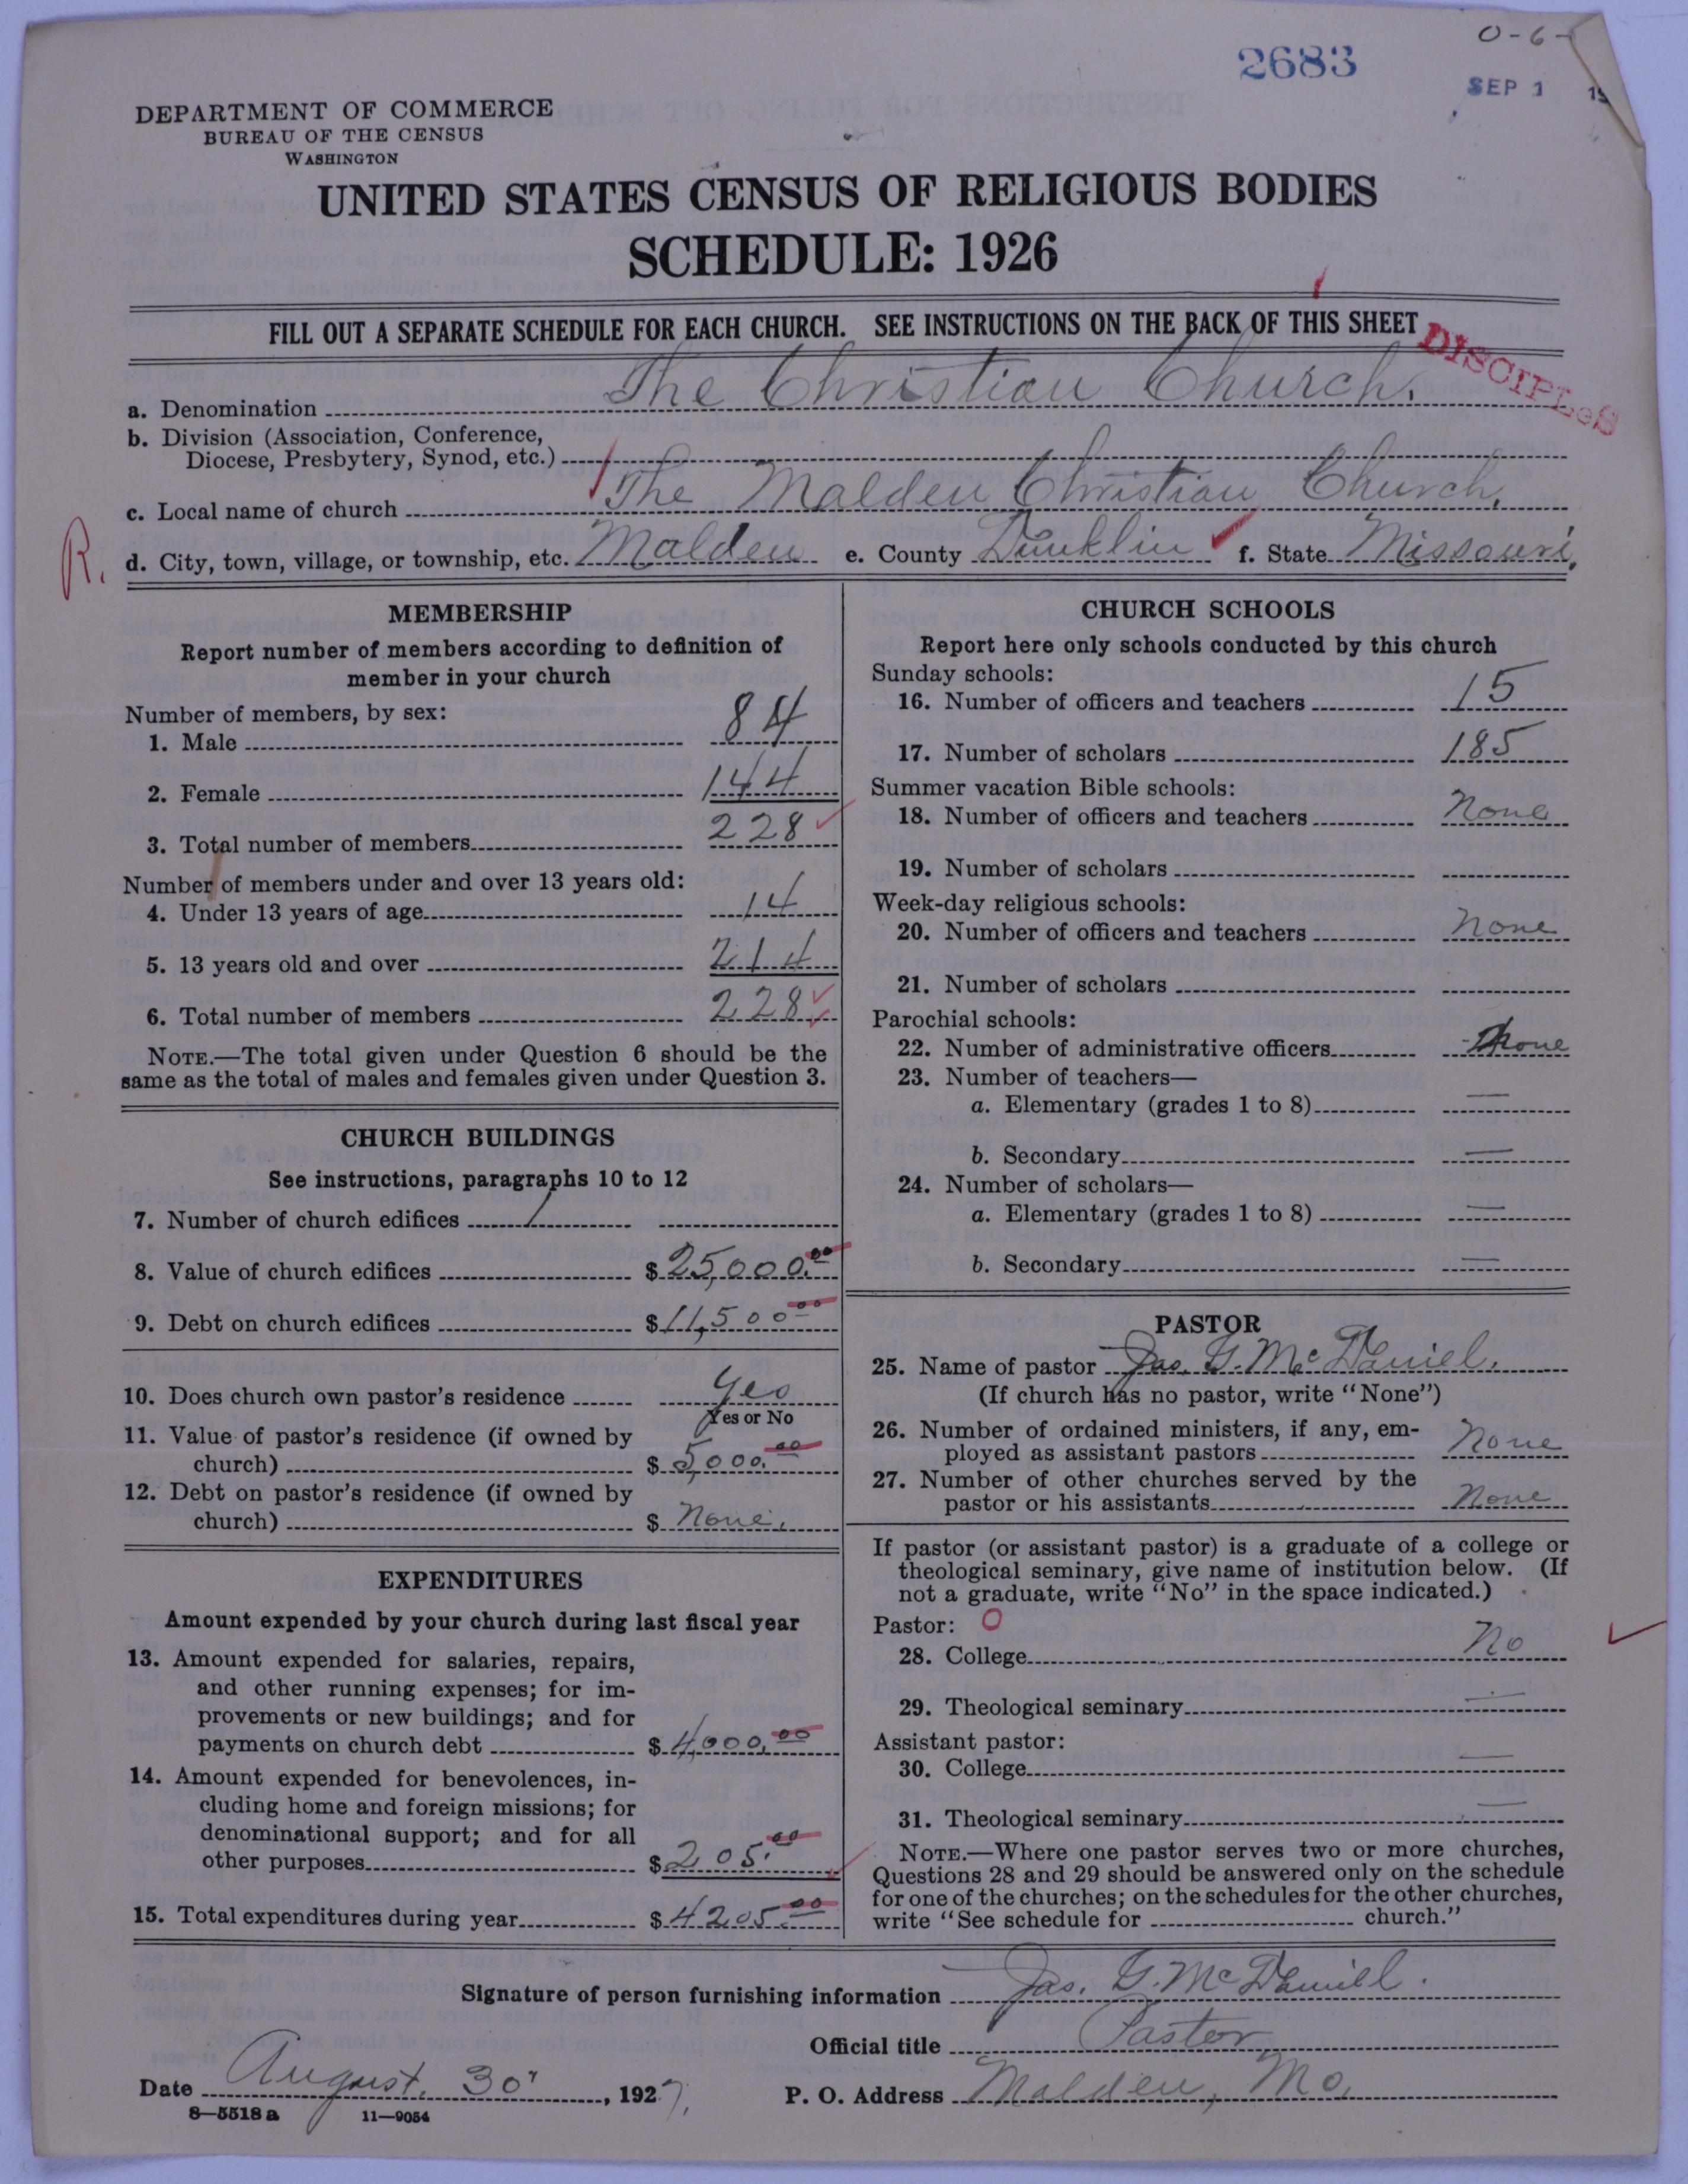 0-6-
2683
SEP 1 19
DEPARTMENT OF COMMERCE
BUREAU OF THE CENSUS
WASHINGTON
UNITED STATES CENSUS OF RELIGIOUS BODIES
SCHEDULE: 1926
FILL OUT A SEPARATE SCHEDULE FOR EACH CHURCH. SEE INSTRUCTIONS ON THE BACK OF THIS SHEET
DISCIPLeS
a. Denomination The Christian Church.
b. Division (Association, Conference,
Diocese, Presbytery, Synod, etc.)
c. Local name of church The Malden Christian Church,
R.
d. City, town, village, or township, etc. Malden e. County Dunklin f. State Missouri,
MEMBERSHIP
Report number of members according to definition of
member in your church
Number of members, by sex:
1. Male 84
2. Female 144
3. Total number of members 228
Number of members under and over 13 years old:
4. Under 13 years of age 14
5. 13 years old and over 214
6. Total number of members 228
NOTE.—The total given under Question 6 should be the
same as the total of males and females given under Question 3.
CHURCH BUILDINGS
See instructions, paragraphs 10 to 12
7. Number of church edifices 1
8. Value of church edifices $ 25,000.00
9. Debt on church edifices $ 11,500 00
10. Does church own pastor's residence Yes
Yes or No
11. Value of pastor's residence (if owned by
church) $ 5,000.00
12. Debt on pastor's residence (if owned by
church) $ None.
EXPENDITURES
Amount expended by your church during last fiscal year
13. Amount expended for salaries, repairs,
and other running expenses; for im-
provements or new buildings; and for
payments on church debt $ 4,000.00
14. Amount expended for benevolences, in-
cluding home and foreign missions; for
denominational support; and for all
other purposes $ 205.00
15. Total expenditures during year $ 4205.00
CHURCH SCHOOLS
Report here only schools conducted by this church
Sunday schools:
16. Number of officers and teachers 15
17. Number of scholars 185
Summer vacation Bible schools:
18. Number of officers and teachers None
19. Number of scholars
Week-day religious schools:
20. Number of officers and teachers None
21. Number of scholars
Parochial schools:
22. Number of administrative officers None
23. Number of teachers—
a. Elementary (grades 1 to 8) —
b. Secondary —
24. Number of scholars—
a. Elementary (grades 1 to 8) —
b. Secondary —
PASTOR
25. Name of pastor Jas. G. McDaniel.
(If church has no pastor, write "None")
26. Number of ordained ministers, if any, em-
ployed as assistant pastors None
27. Number of other churches served by the
pastor or his assistants None
If pastor (or assistant pastor) is a graduate of a college or
theological seminary, give name of institution below. (If
not a graduate, write "No" in the space indicated.)
Pastor: O
28. College No
29. Theological seminary —
Assistant pastor:
30. College —
31. Theological seminary —
NOTE.—Where one pastor serves two or more churches,
Questions 28 and 29 should be answered only on the schedule
for one of the churches; on the schedules for the other churches,
write "See schedule for church."
Signature of person furnishing information Jas. G. McDaniel.
Official title Pastor
Date August. 30", 1927. P. O. Address Malden, Mo.
8—5518 a 11—9054